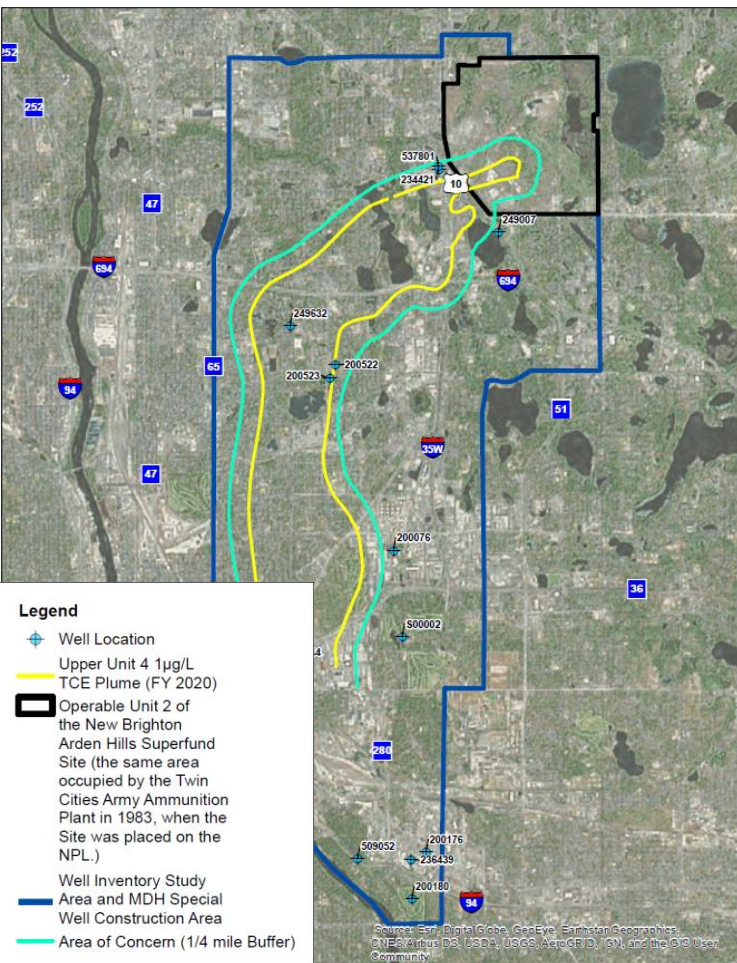 252
252
537801
234421
10
47
249007
694
694
249632
65
200522
200523
94
51
35W
47
200076
36
S00002
280
509052
200176
236439
200180
94
Legend
Well Location
Upper Unit 4 1µg/L
TCE Plume (FY 2020)
Operable Unit 2 of
the New Brighton
Arden Hills Superfund
Site (the same area
occupied by the Twin
Cities Army Ammunition
Plant in 1983, when the
Site was placed on the
NPL.)
Well Inventory Study
Area and MDH Special
Well Construction Area
Area of Concern (1/4 mile Buffer)
Source: Esri, DigitalGlobe, GeoEye, Earthstar Geographics,
CNES/Airbus DS, USDA, USGS, AeroGRID, IGN, and the GIS User
Community